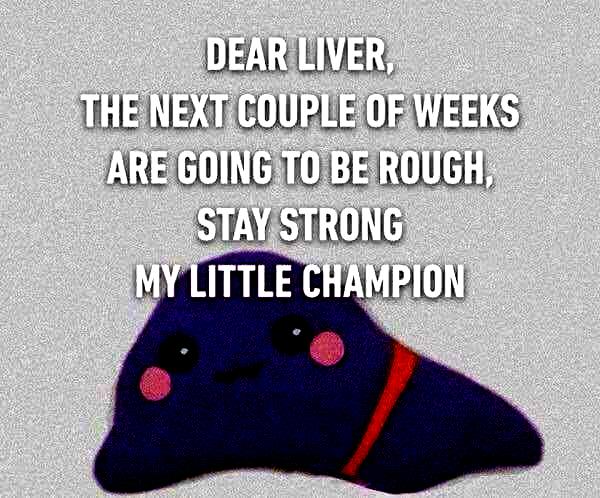 DEAR LIVER,
THE NEXT COUPLE OF WEEKS
ARE GOING TO BE ROUGH,
STAY STRONG
MY LITTLE CHAMPION